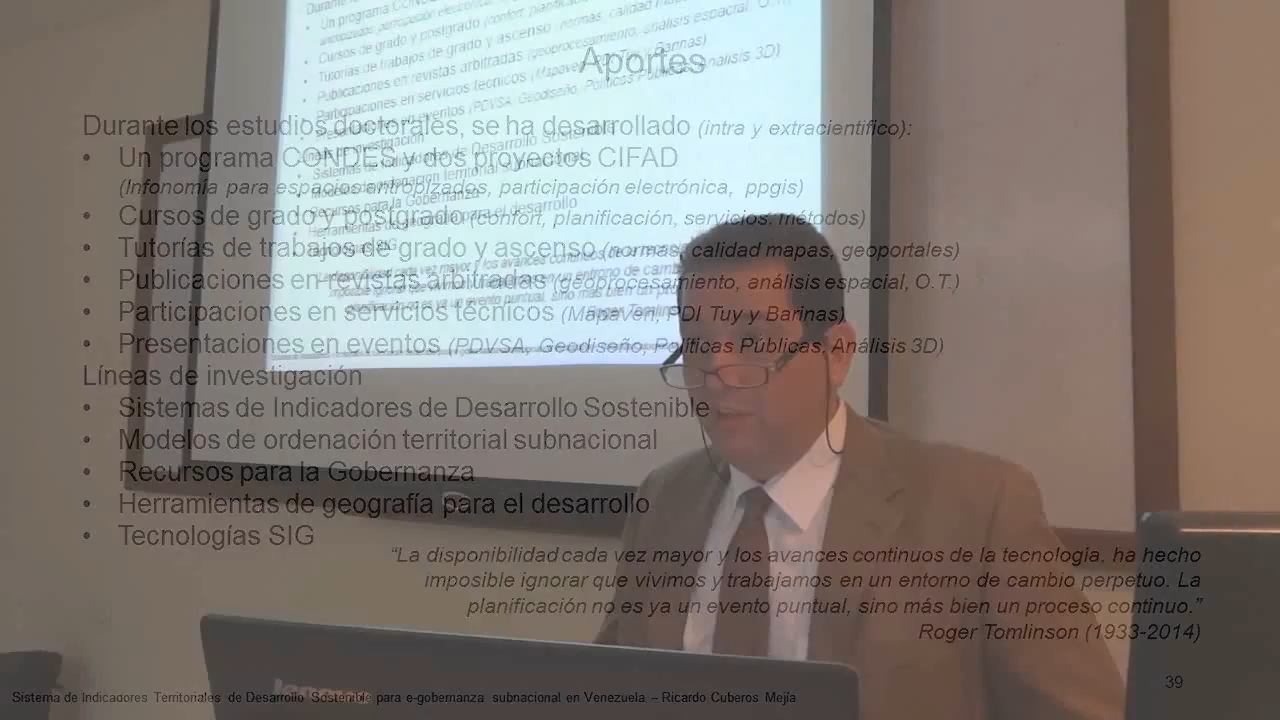 Aportes
Durante los estudios doctorales, se ha desarrollado (intra y extracientifico):
• Un programa CONDES y dos proyectos CIFAD
(Infonomía para espacios antropizados, participación electrónica, ppgis)
• Cursos de grado y postgrado (confort, planificación, servicios, métodos)
• Tutorías de trabajos de grado y ascenso (normas, calidad mapas, geoportales)
• Publicaciones en revistas arbitradas (geoprocesamiento, análisis espacial, O.T.)
• Participaciones en servicios técnicos (Mapaven, PDI Tuy y Barinas)
• Presentaciones en eventos (PDVSA, Geodiseño, Políticas Públicas, Análisis 3D)
Líneas de investigación
• Sistemas de Indicadores de Desarrollo Sostenible
• Modelos de ordenación territorial subnacional
• Recursos para la Gobernanza
• Herramientas de geografía para el desarrollo
• Tecnologías SIG
“La disponibilidad cada vez mayor y los avances continuos de la tecnología, ha hecho
imposible ignorar que vivimos y trabajamos en un entorno de cambio perpetuo. La
planificación no es ya un evento puntual, sino más bien un proceso continuo.”
Roger Tomlinson (1933-2014)
39
Sistema de Indicadores Territoriales de Desarrollo Sostenible para e-gobernanza subnacional en Venezuela – Ricardo Cuberos Mejía